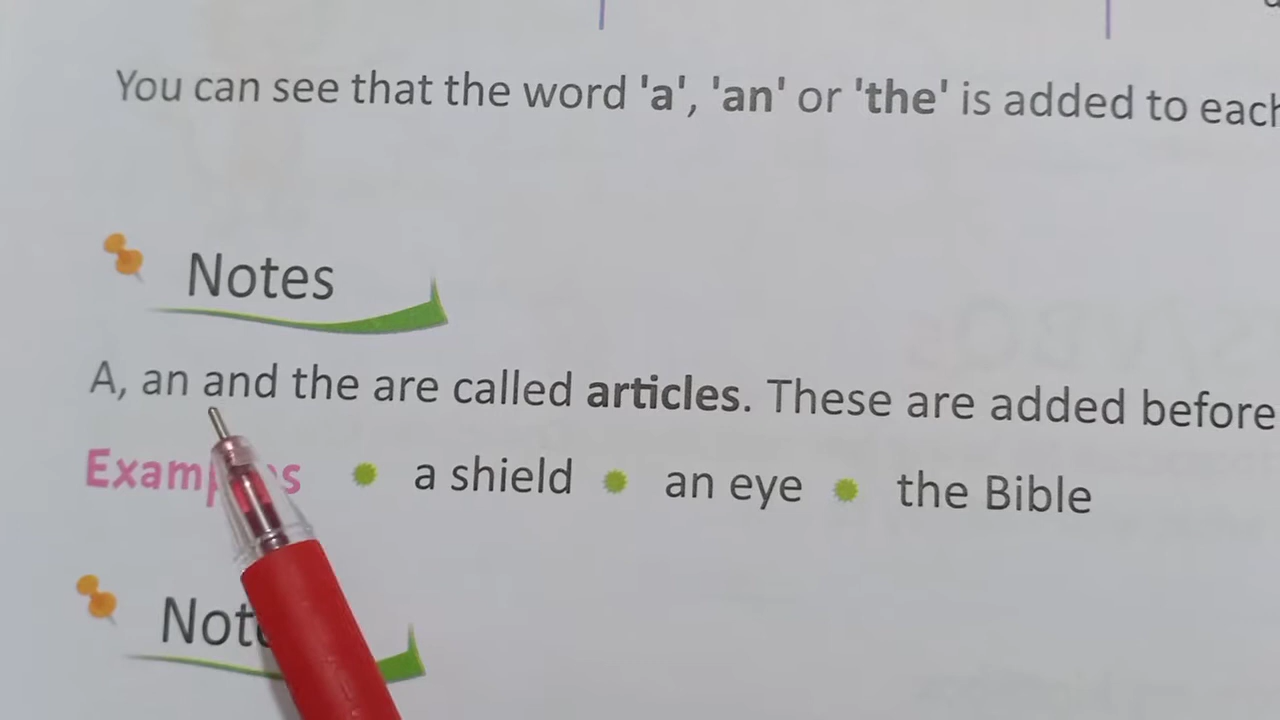 You can see that the word 'a', 'an' or 'the' is added to each
Notes
A, an and the are called articles. These are added before
Examples • a shield • an eye • the Bible